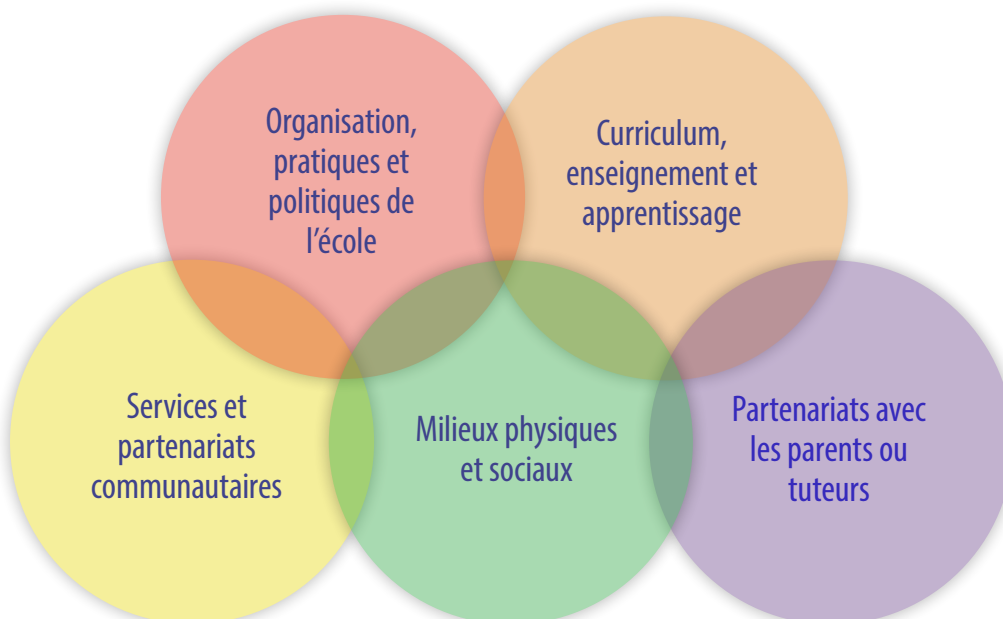 Organisation,
pratiques et
politiques de
l’école
Curriculum,
enseignement et
apprentissage
Services et
partenariats
communautaires
Milieux physiques
et sociaux
Partenariats avec
les parents ou
tuteurs